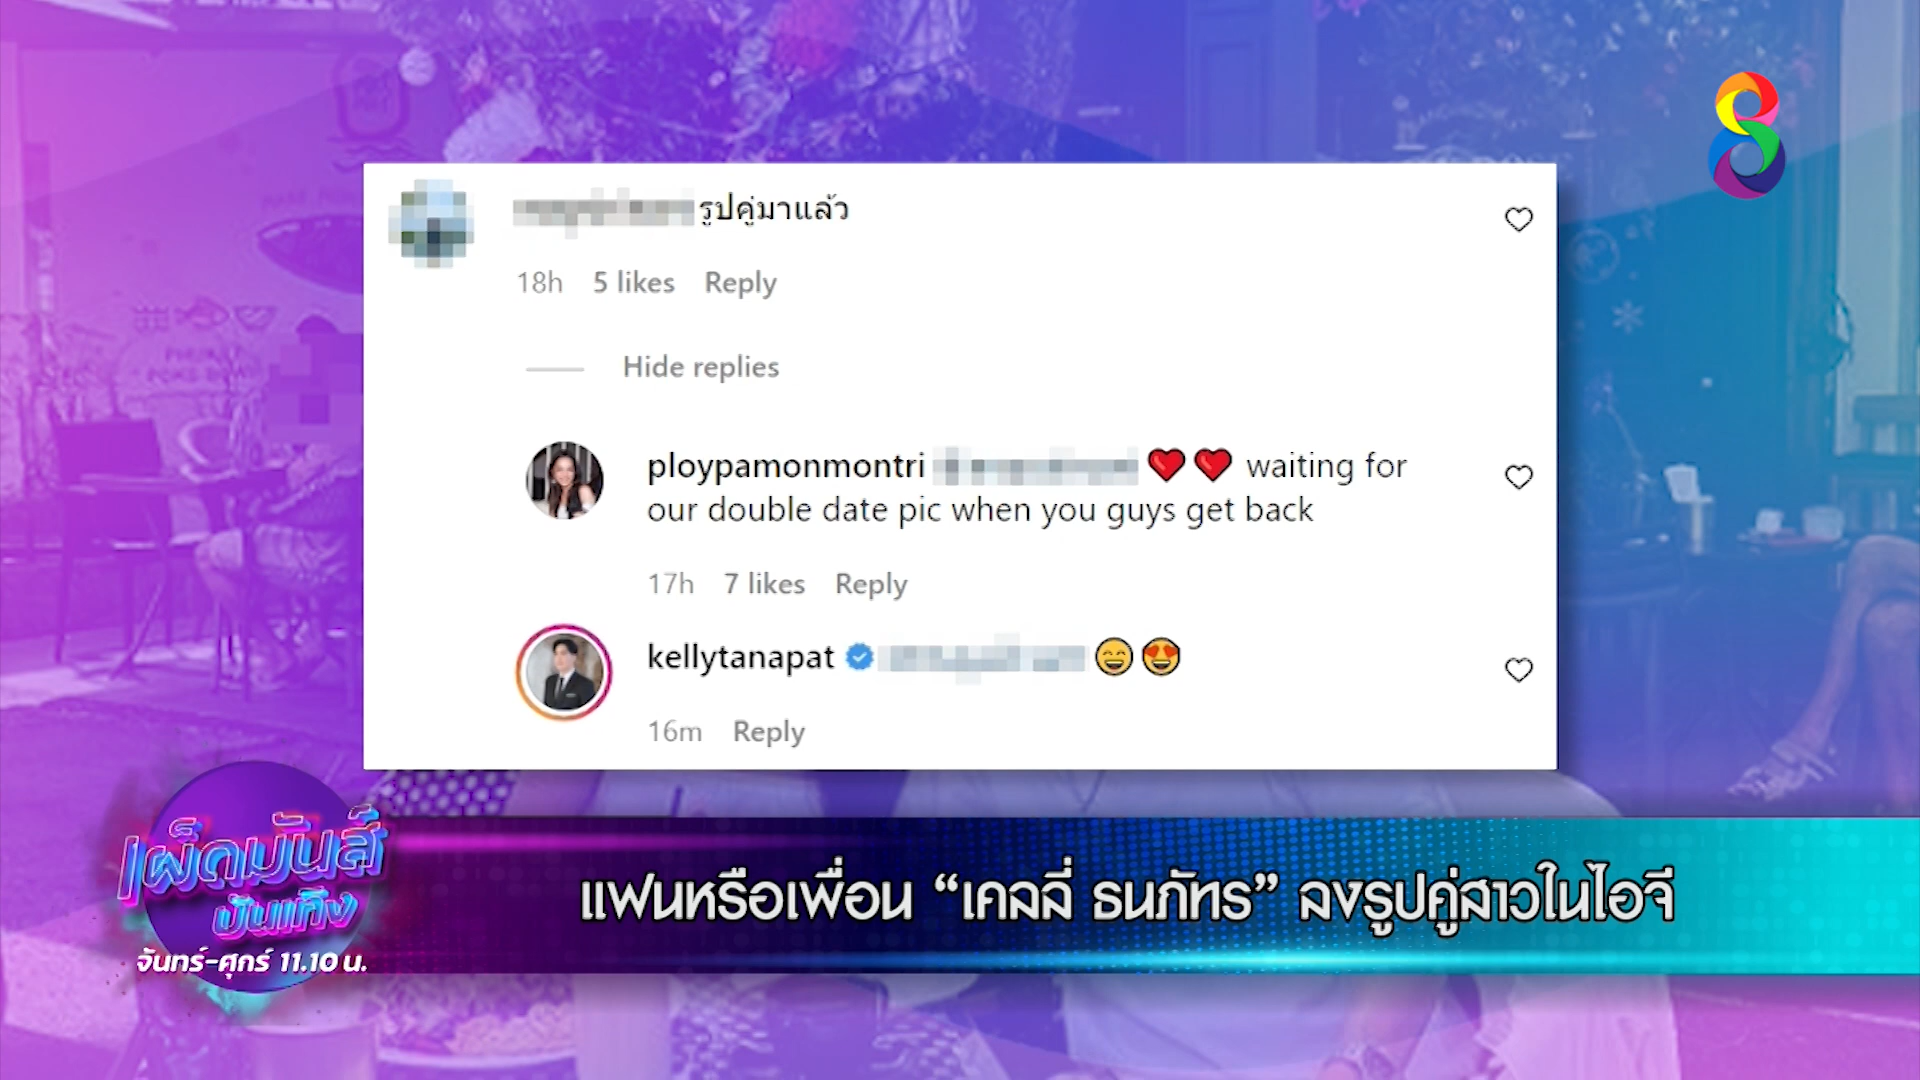 รูปคู่มาแล้ว
18h 5 likes Reply
Hide replies
ploypamonmontri ❤️❤️ waiting for
our double date pic when you guys get back
17h 7 likes Reply
kellytanapat 😄😍
16m Reply
เผ็ดมันส์
บันเทิง
จันทร์-ศุกร์ 11.10 น.
แฟนหรือเพื่อน “เคลลี่ ธนภัทร” ลงรูปคู่สาวในไอจี
8